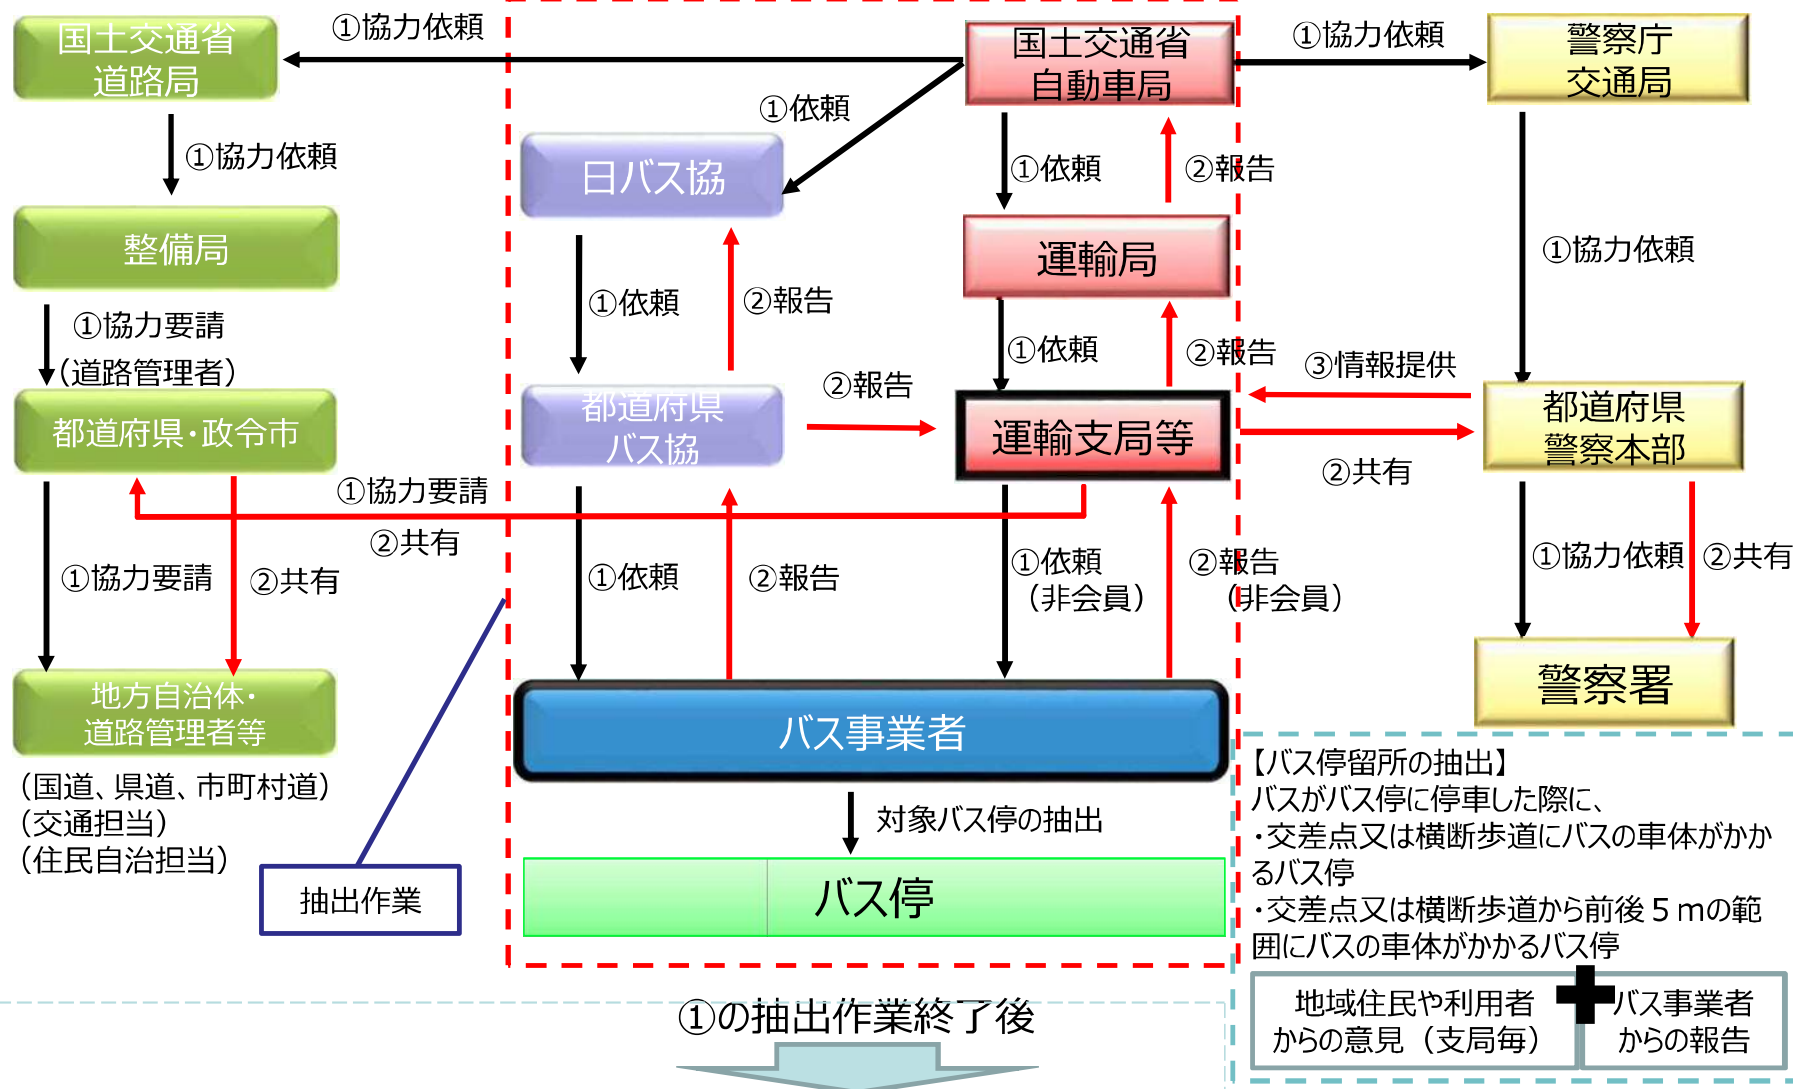 国土交通省
道路局
①協力依頼
国土交通省
自動車局
①協力依頼
警察庁
交通局
①依頼
①協力依頼
日バス協
①依頼
②報告
整備局
運輸局
①協力依頼
①協力要請
（道路管理者）
①依頼
②報告
①依頼
②報告
③情報提供
都道府県・政令市
都道府県
バス協
②報告
運輸支局等
都道府県
警察本部
②共有
①協力要請
②共有
①協力要請
②共有
①依頼
②報告
①依頼
（非会員）
②報告
（非会員）
①協力依頼
②共有
地方自治体・
道路管理者等
バス事業者
警察署
（国道、県道、市町村道）
（交通担当）
（住民自治担当）
抽出作業
対象バス停の抽出
バス停
【バス停留所の抽出】
バスがバス停に停車した際に、
・交差点又は横断歩道にバスの車体がかか
るバス停
・交差点又は横断歩道から前後５ｍの範
囲にバスの車体がかかるバス停
地域住民や利用者
からの意見（支局毎）
バス事業者
からの報告
①の抽出作業終了後